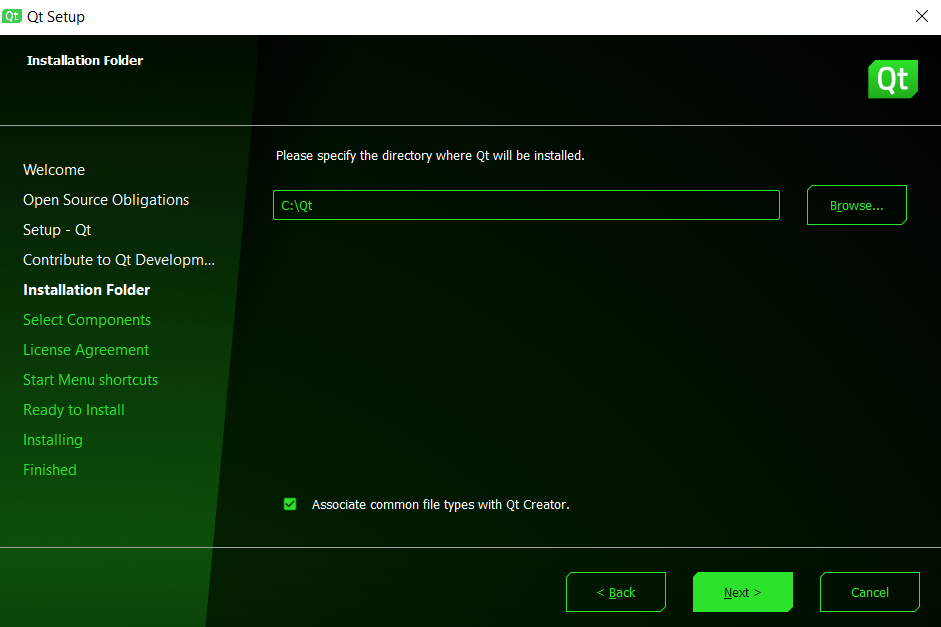 Qt Qt Setup
Installation Folder
Qt
Please specify the directory where Qt will be installed.
C:\Qt
Browse...
Welcome
Open Source Obligations
Setup - Qt
Contribute to Qt Developm...
Installation Folder
Select Components
License Agreement
Start Menu shortcuts
Ready to Install
Installing
Finished
Associate common file types with Qt Creator.
< Back
Next >
Cancel